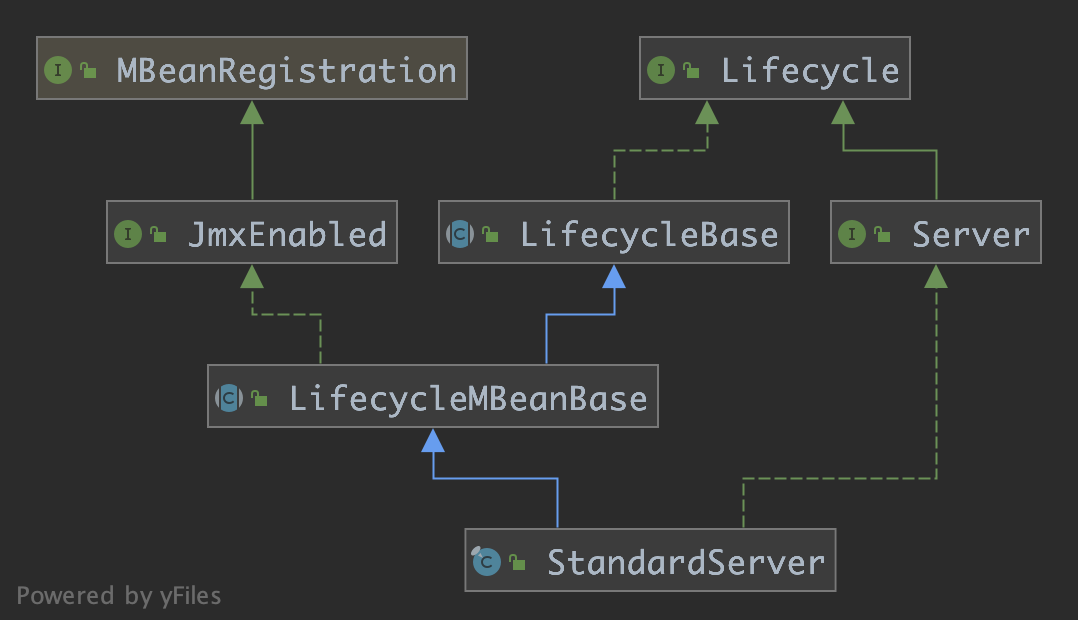 I MBeanRegistration
I Lifecycle
I JmxEnabled
C LifecycleBase
I Server
C LifecycleMBeanBase
C StandardServer
Powered by yFiles